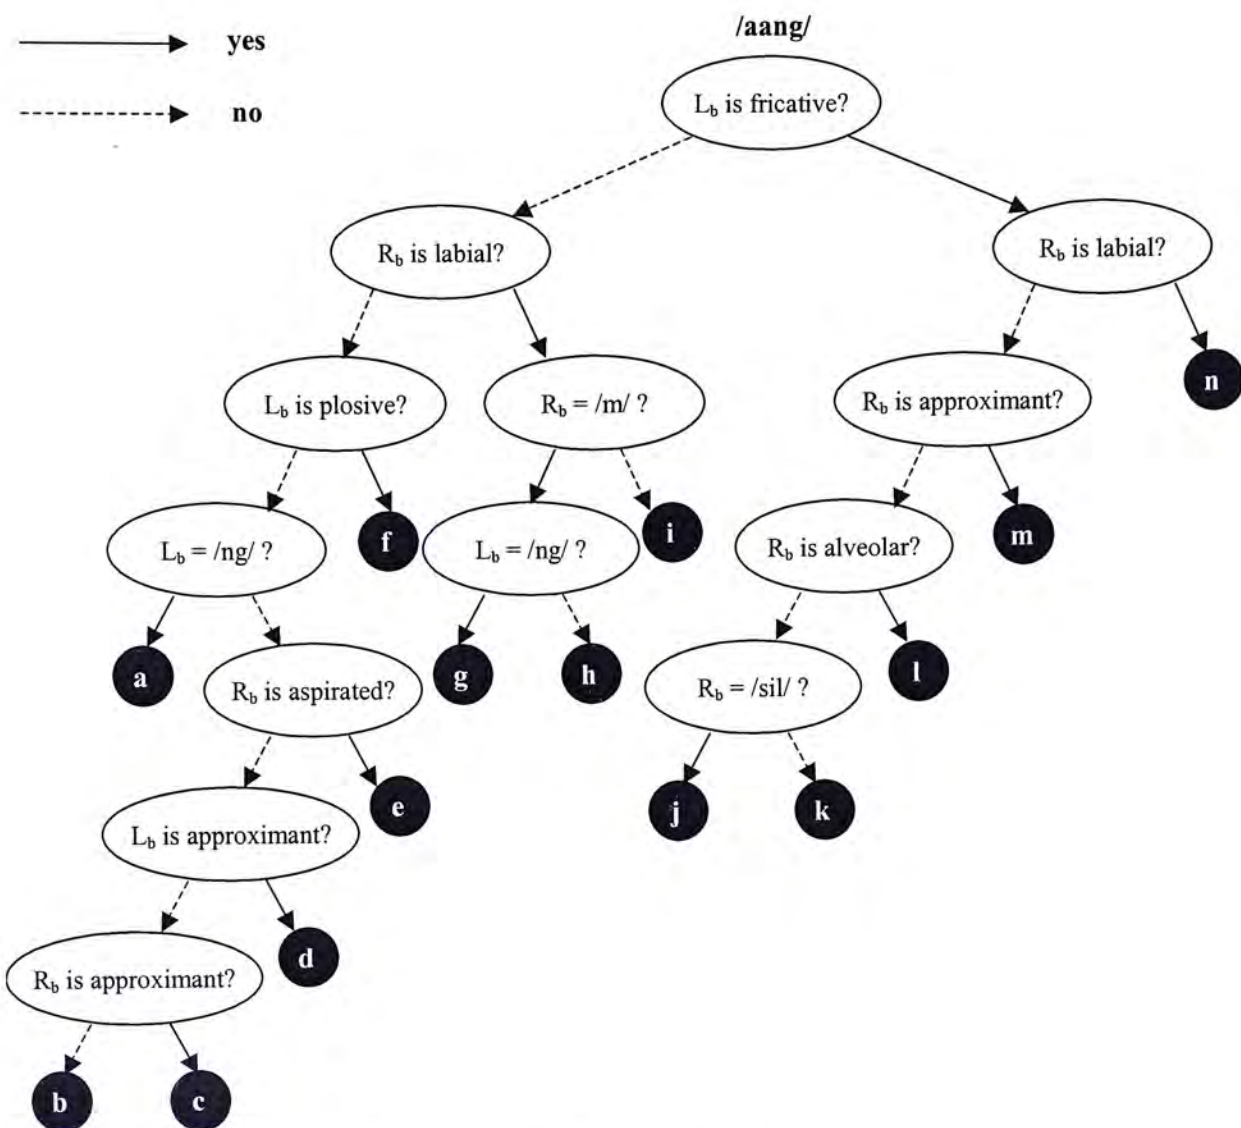 yes
no
/aang/
L_b is fricative?
R_b is labial?
R_b is labial?
L_b is plosive?
R_b = /m/ ?
R_b is approximant?
n
L_b = /ng/ ?
f
L_b = /ng/ ?
i
R_b is alveolar?
m
a
R_b is aspirated?
g
h
R_b = /sil/ ?
l
L_b is approximant?
e
j
k
R_b is approximant?
d
b
c